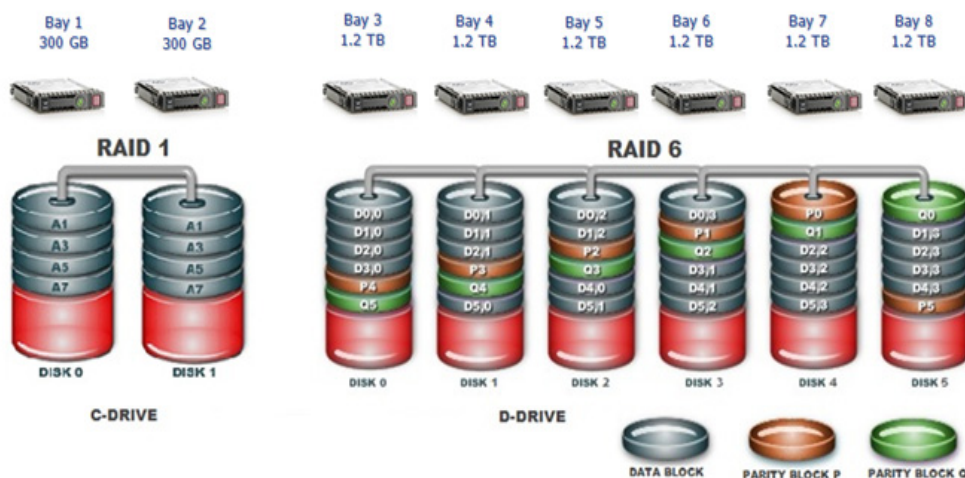 Bay 1 Bay 2 Bay 3 Bay 4 Bay 5 Bay 6 Bay 7 Bay 8
300 GB 300 GB 1.2 TB 1.2 TB 1.2 TB 1.2 TB 1.2 TB 1.2 TB
RAID 1 RAID 6
A1 A1 D0,0 D0,1 D0,2 D0,3 P0 Q0
A3 A3 D1,0 D1,1 D1,2 P1 Q1 D1,3
A5 A5 D2,0 D2,1 P2 Q2 D2,2 D2,3
A7 A7 D3,0 P3 Q3 D3,1 D3,2 D3,3
P4 Q4 D4,0 D4,1 D4,2 D4,3
Q5 D5,0 D5,1 D5,2 D5,3 P5
DISK 0 DISK 1 DISK 0 DISK 1 DISK 2 DISK 3 DISK 4 DISK 5
C-DRIVE D-DRIVE
DATA BLOCK PARITY BLOCK P PARITY BLOCK Q